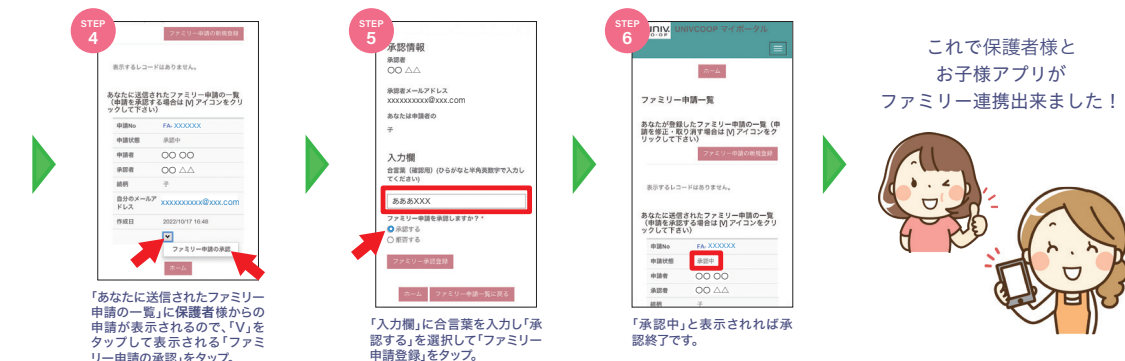 STEP
4
ファミリー申請の新規登録
表示するレコードはありません。
あなたに送信されたファミリー申請の一覧
（申請を承認する場合は [V] アイコンをクリ
ックして下さい）
申請No FA- XXXXXX
申請状態 承認中
申請者 〇〇 〇〇
承認者 〇〇 △△
続柄 子
自分のメールア
ドレス xxxxxxxxxx@xxx.com
作成日 2022/10/17 16:48
ファミリー申請の承認
ホーム
「あなたに送信されたファミリー
申請の一覧」に保護者様からの
申請が表示されるので、「V」を
タップして表示される「ファミ
リー申請の承認」をタップ。
STEP
5
承認情報
承認者
〇〇 △△
承認者メールアドレス
xxxxxxxxxx@xxx.com
あなたは申請者の
子
入力欄
合言葉（確認用）(ひらがなと半角英数字で入力し
てください)
あああXXX
ファミリー申請を承認しますか？*
承認する
拒否する
ファミリー承認登録
ホーム ファミリー申請一覧に戻る
「入力欄」に合言葉を入力し「承
認する」を選択して「ファミリー
申請登録」をタップ。
STEP
6
UNIV.
CO-OP
UNIVCOOP マイポータル
ホーム
ファミリー申請一覧
あなたが登録したファミリー申請の一覧（申
請を修正・取り消す場合は [V] アイコンをク
リックして下さい）
ファミリー申請の新規登録
表示するレコードはありません。
あなたに送信されたファミリー申請の一覧
（申請を承認する場合は [V] アイコンをクリ
ックして下さい）
申請No FA- XXXXXX
申請状態 承認中
申請者 〇〇 〇〇
承認者 〇〇 △△
続柄 子
「承認中」と表示されれば承
認終了です。
これで保護者様と
お子様アプリが
ファミリー連携出来ました！